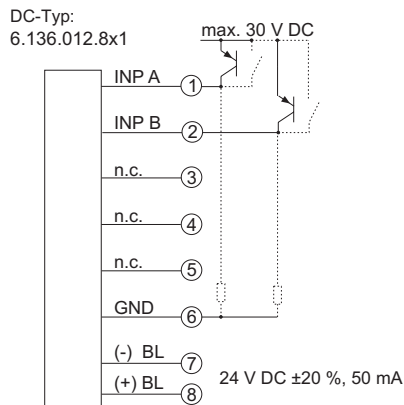 DC-Typ:
6.136.012.8x1
max. 30 V DC
INP A 1
INP B 2
n.c. 3
n.c. 4
n.c. 5
GND 6
(-) BL 7
24 V DC ±20 %, 50 mA
(+) BL 8